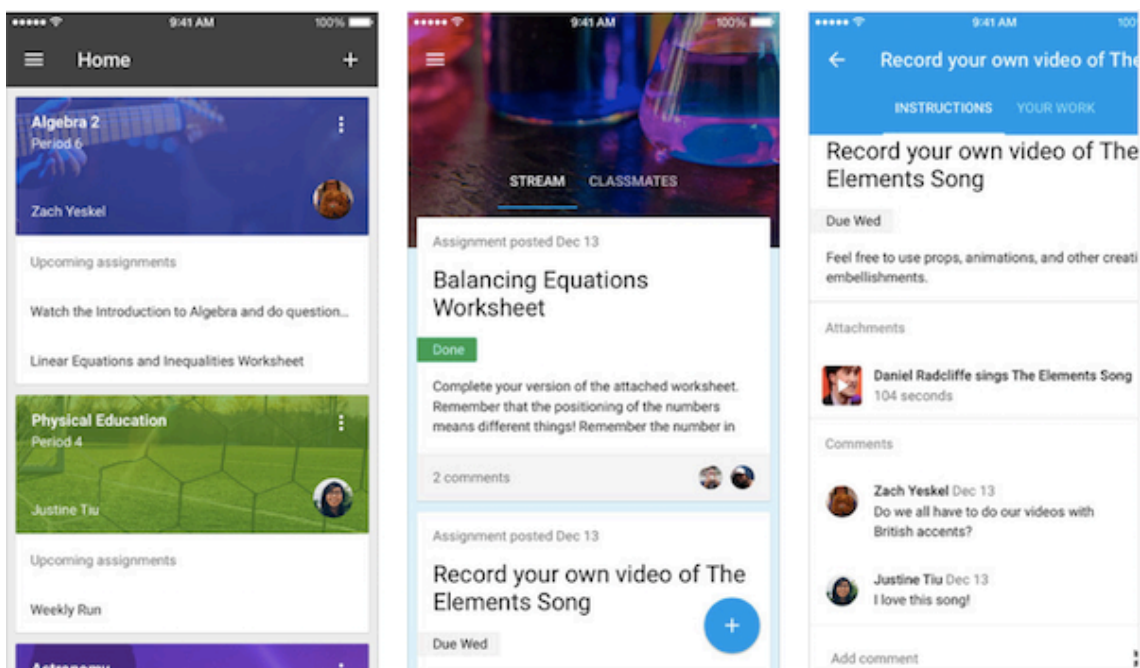 9:41 AM 100%
Home
Algebra 2
Period 6
Zach Yeskel
Upcoming assignments
Watch the Introduction to Algebra and do question...
Linear Equations and Inequalities Worksheet
Physical Education
Period 4
Justine Tiu
Upcoming assignments
Weekly Run
Astronomy
9:41 AM 100%
STREAM CLASSMATES
Assignment posted Dec 13
Balancing Equations
Worksheet
Done
Complete your version of the attached worksheet.
Remember that the positioning of the numbers
means different things! Remember the number in
2 comments
Assignment posted Dec 13
Record your own video of The
Elements Song
Due Wed
9:41 AM 100
Record your own video of The
INSTRUCTIONS YOUR WORK
Record your own video of The
Elements Song
Due Wed
Feel free to use props, animations, and other creati
embellishments.
Attachments
Daniel Radcliffe sings The Elements Song
104 seconds
Comments
Zach Yeskel Dec 13
Do we all have to do our videos with
British accents?
Justine Tiu Dec 13
I love this song!
Add comment